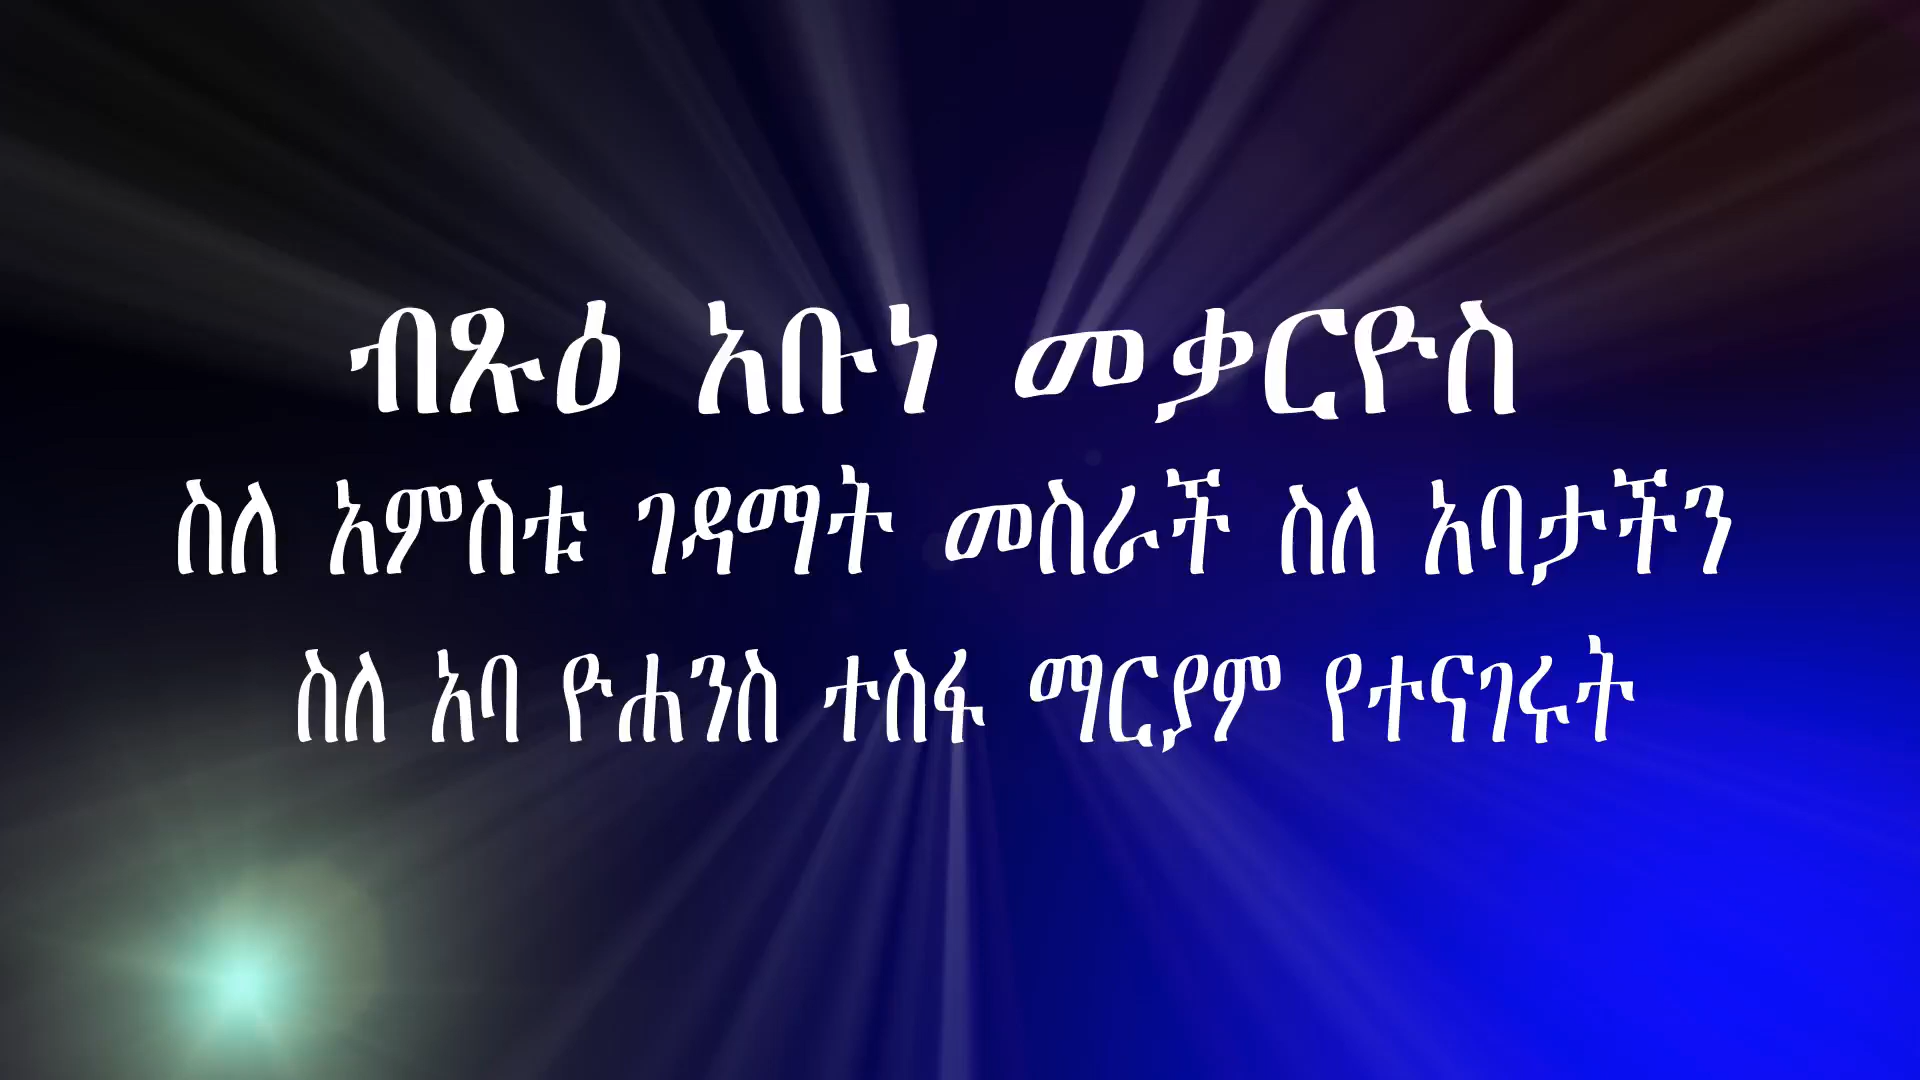 ብጹዕ አቡነ መቃርዮስ
ስለ አምስቱ ገዳማት መስራች ስለ አባታችን
ስለ አባ ዮሐንስ ተስፋ ማርያም የተናገሩት